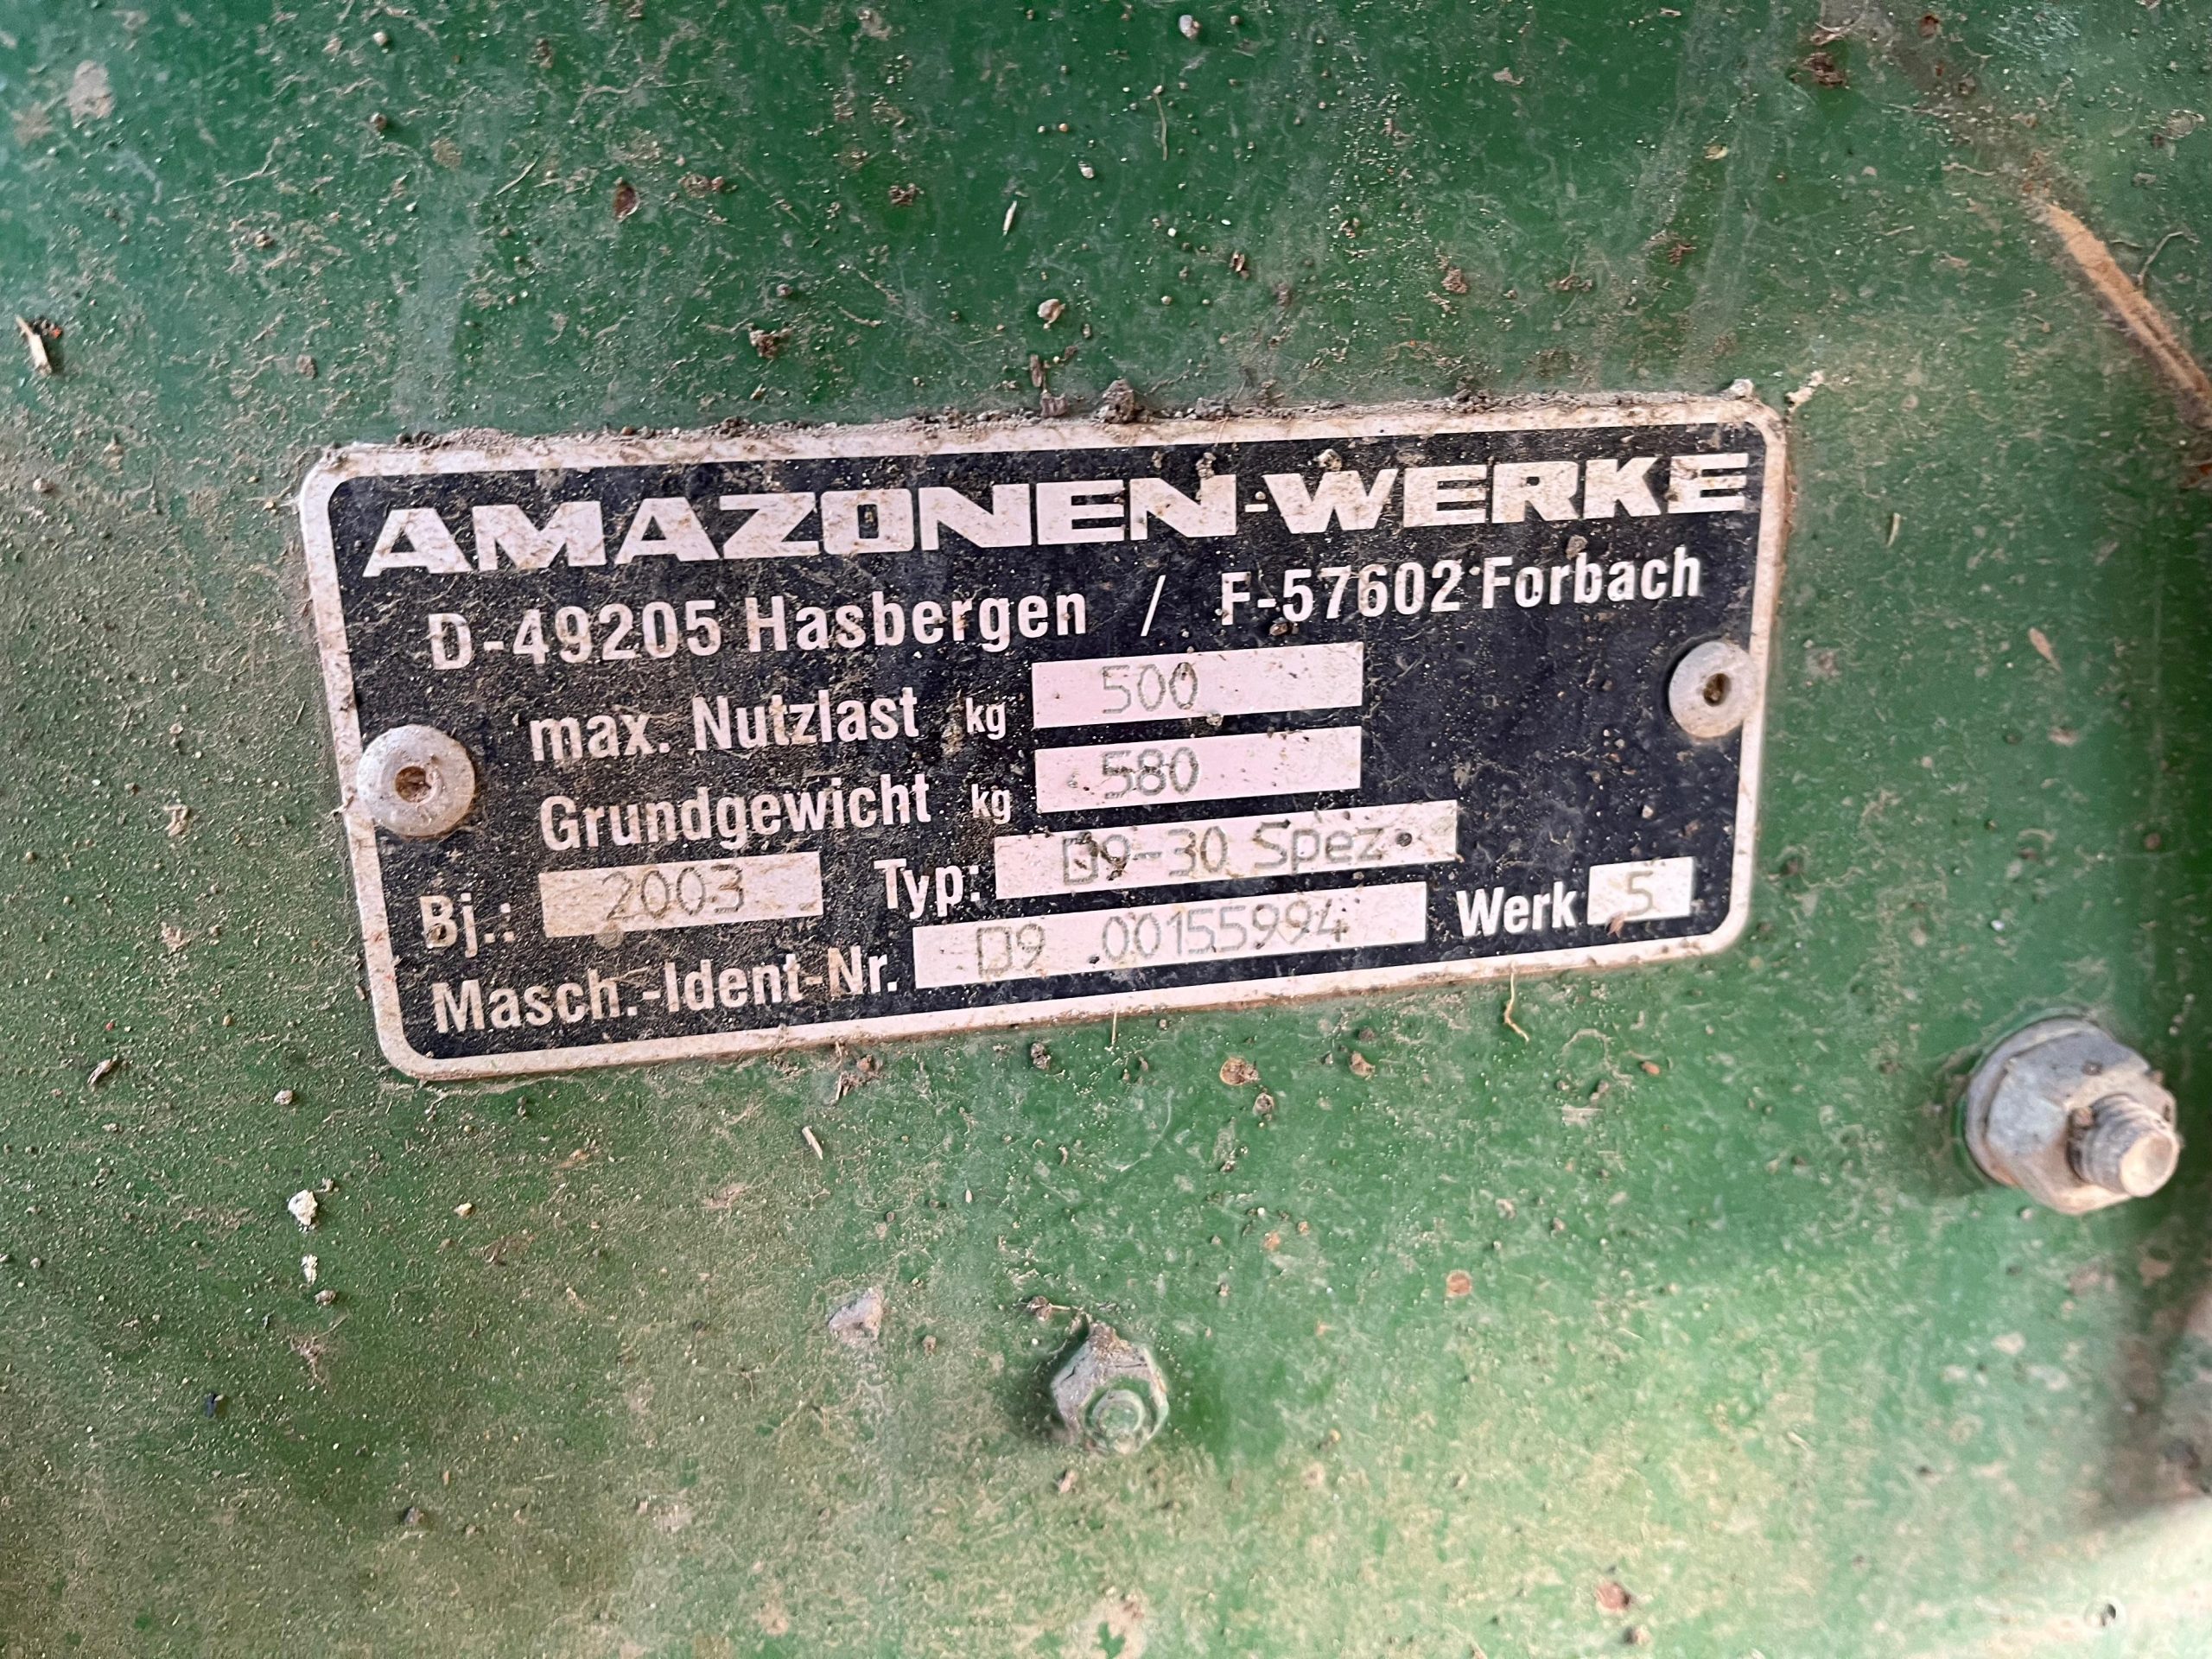 AMAZONEN-WERKE
D-49205 Hasbergen / F-57602 Forbach
max. Nutzlast kg 500
Grundgewicht kg 580
Bj.: 2003 Typ: D9-30 Spez.
Masch.-Ident-Nr. D9 00155994 Werk 5